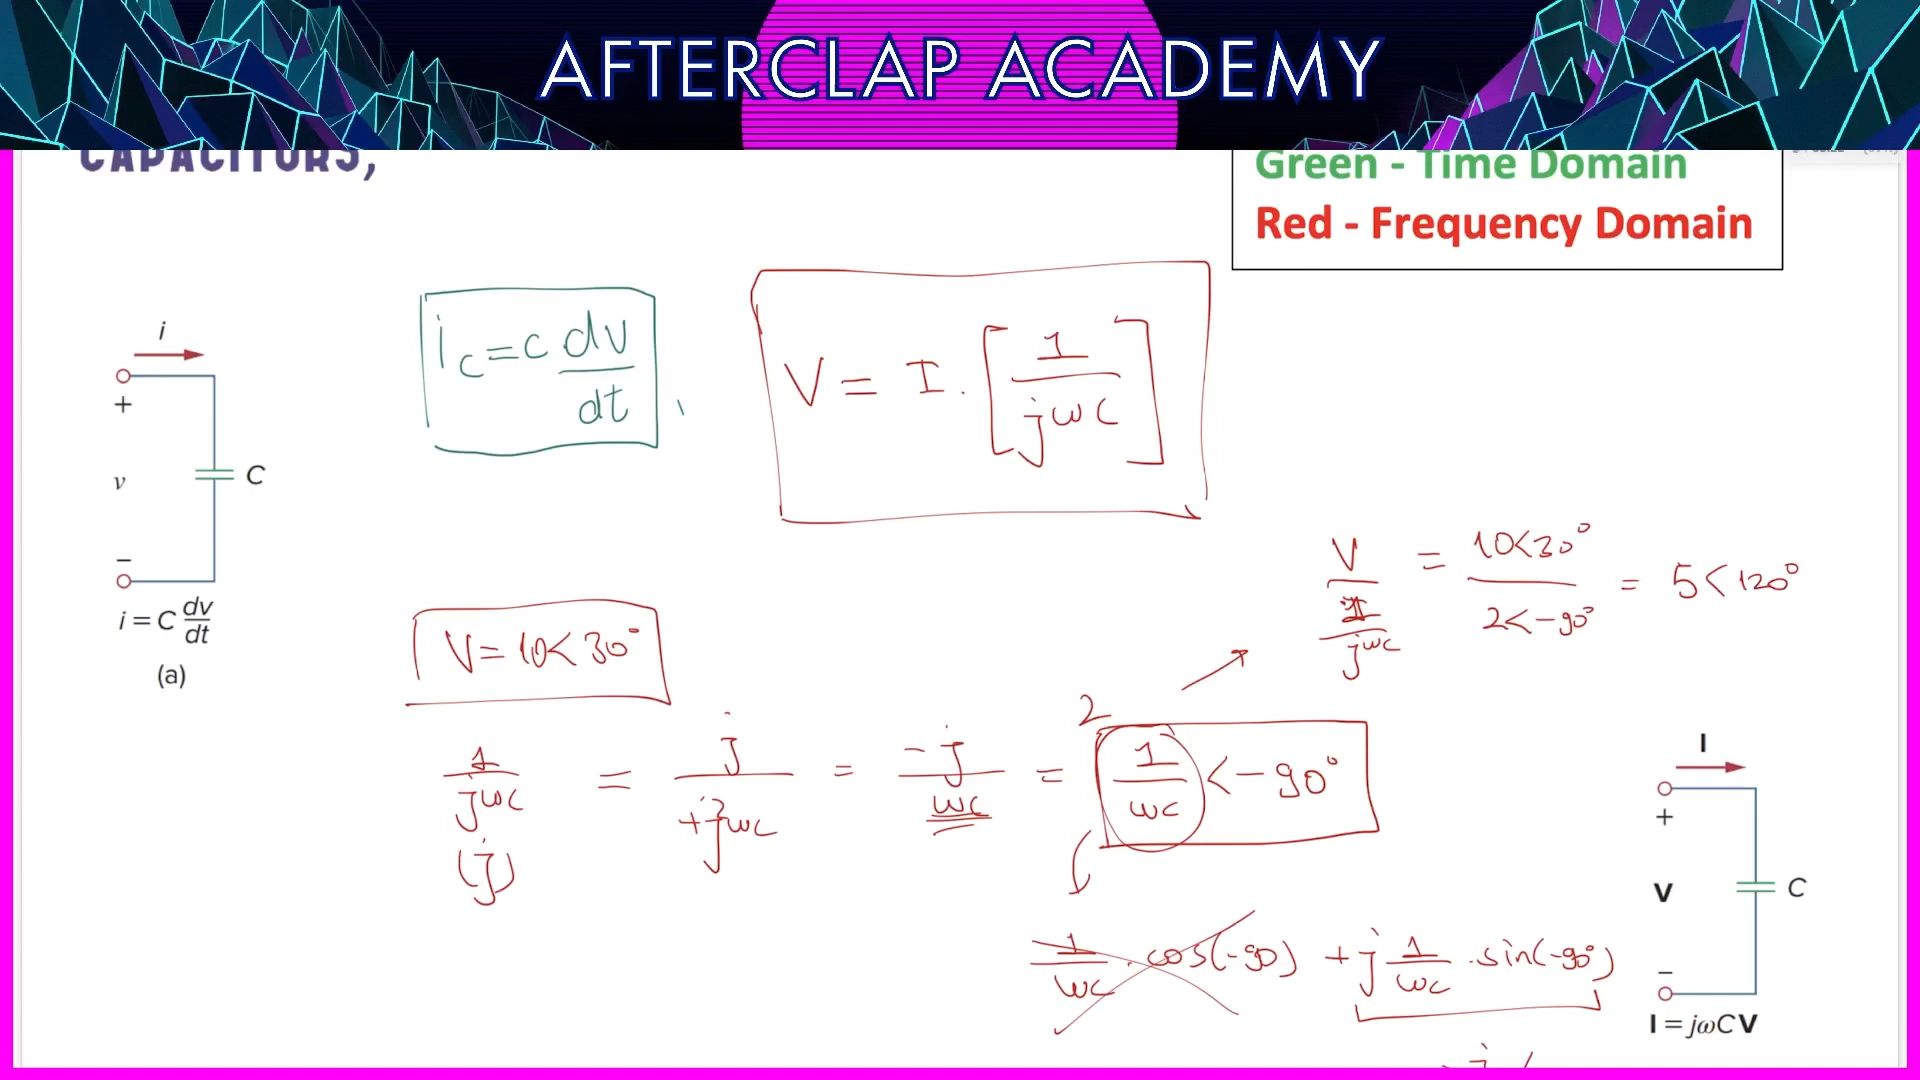 AFTERCLAP ACADEMY
CAPACITORS,
Green - Time Domain
Red - Frequency Domain
i
+
v
C
−
i = C dv/dt
(a)
i_c = c dv/dt
V = I · [1/jωc]
V = 10<30°
V / (1/jωc) = 10<30° / 2<-90° = 5<120°
2
1/jωc = j/+j²ωc = -j/ωc = 1/ωc <-90°
(j)
1/ωc · cos(-90) + j 1/ωc · sin(-90°)
I
+
V
C
−
I = jωCV